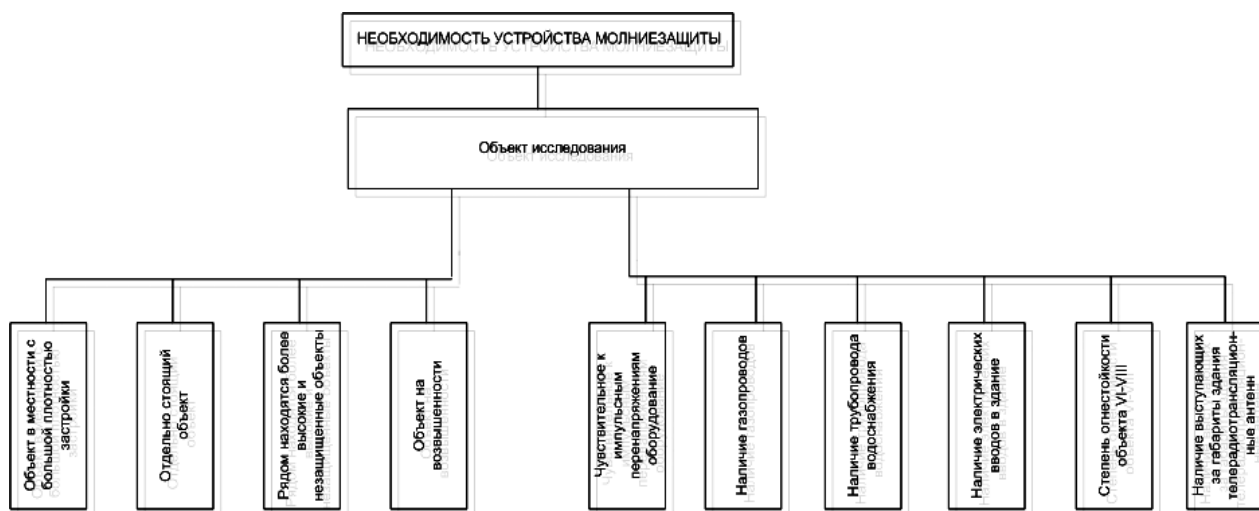 НЕОБХОДИМОСТЬ УСТРОЙСТВА МОЛНИЕЗАЩИТЫ
Объект исследования
Объект в местности с
большой плотностью
застройки
Отдельно стоящий
объект
Рядом находятся более
высокие и
незащищенные объекты
Объект на
возвышенности
Чувствительное к
импульсным
перенапряжениям
оборудование
Наличие газопроводов
Наличие трубопровода
водоснабжения
Наличие электрических
вводов в здание
Степень огнестойкости
объекта VI-VIII
Наличие выступающих
за габариты здания
телерадиотрансляцион-
ные антенн